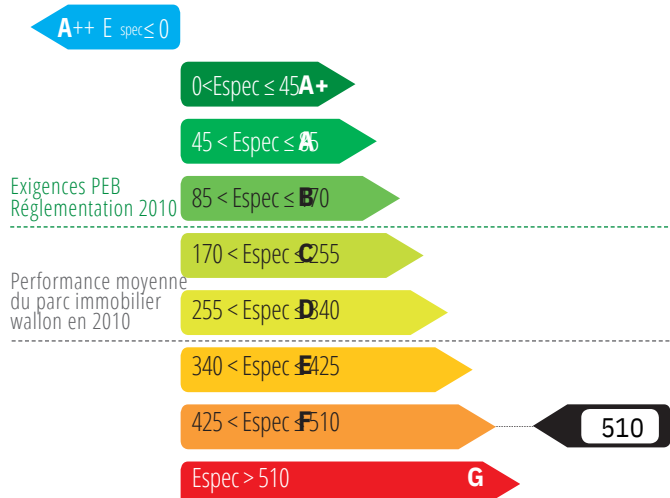 A++ E spec ≤ 0
0<Espec ≤ 45 A+
45 < Espec ≤ 85 A
Exigences PEB
Réglementation 2010
85 < Espec ≤ 170 B
170 < Espec ≤ 255 C
Performance moyenne
du parc immobilier
wallon en 2010
255 < Espec ≤ 340 D
340 < Espec ≤ 425 E
425 < Espec ≤ 510 F
510
Espec > 510 G